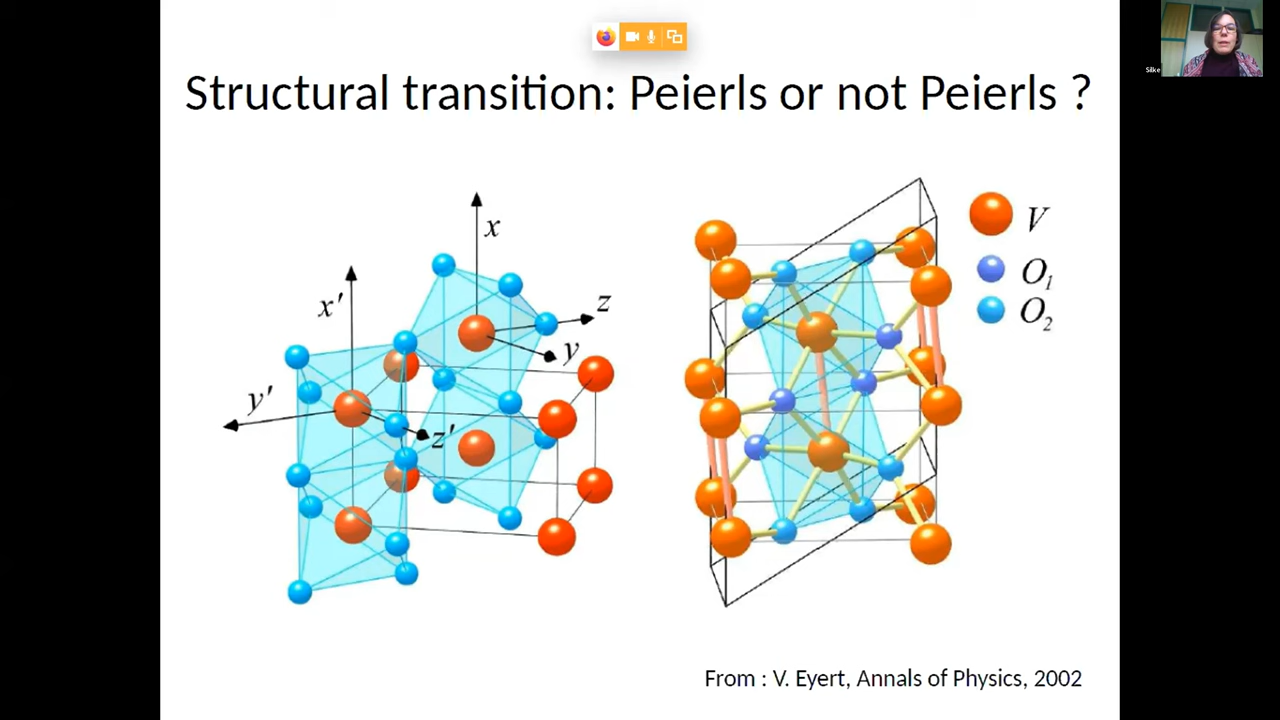 Silke
Structural transition: Peierls or not Peierls ?
x
x'
z
y
y'
z'
V
O1
O2
From : V. Eyert, Annals of Physics, 2002